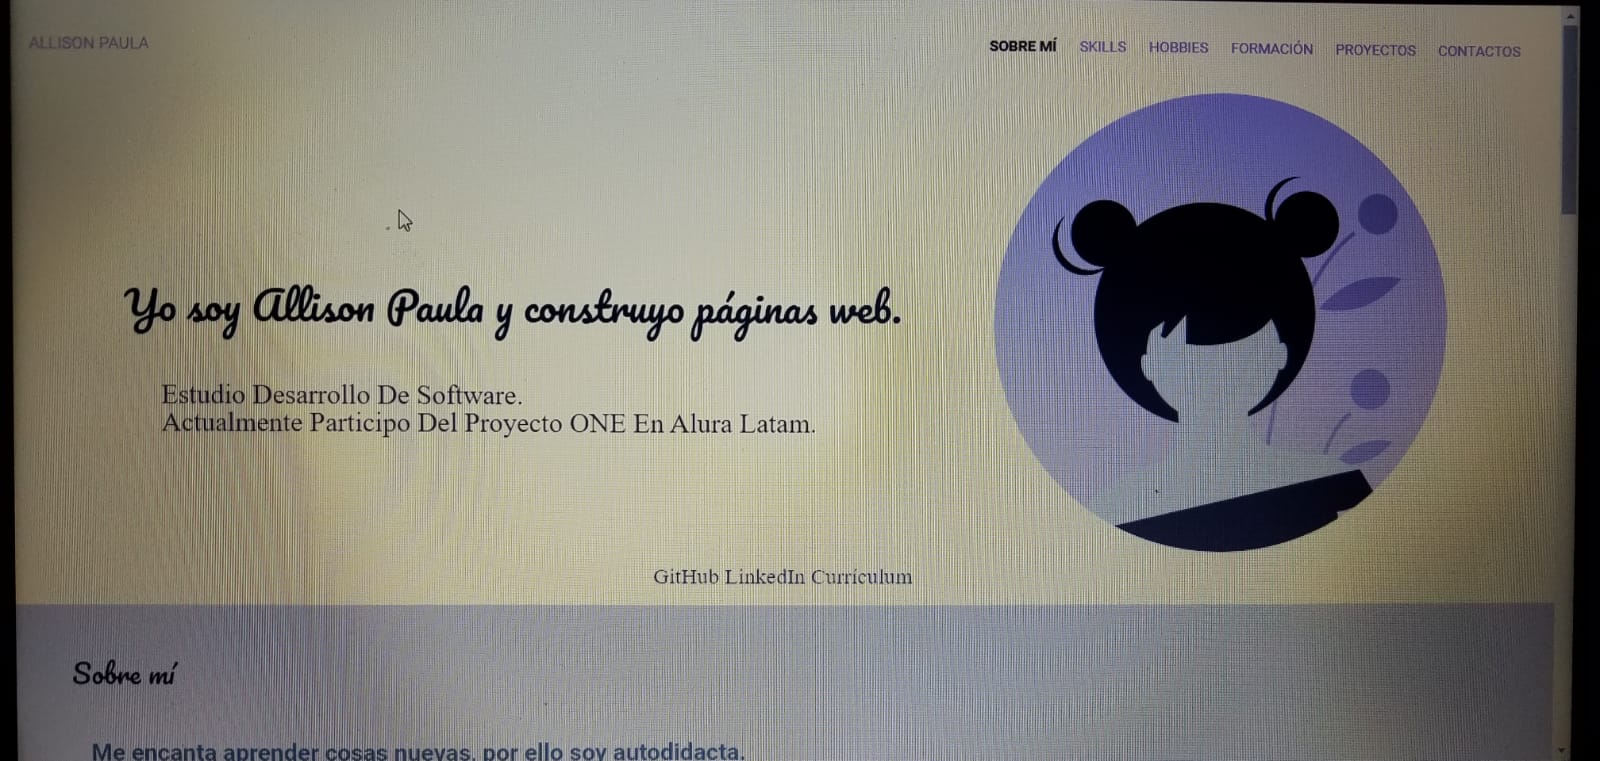 ALLISON PAULA
SOBRE MÍ SKILLS HOBBIES FORMACIÓN PROYECTOS CONTACTOS
Yo soy Allison Paula y construyo páginas web.
Estudio Desarrollo De Software.
Actualmente Participo Del Proyecto ONE En Alura Latam.
GitHub LinkedIn Currículum
Sobre mí
Me encanta aprender cosas nuevas, por ello soy autodidacta.